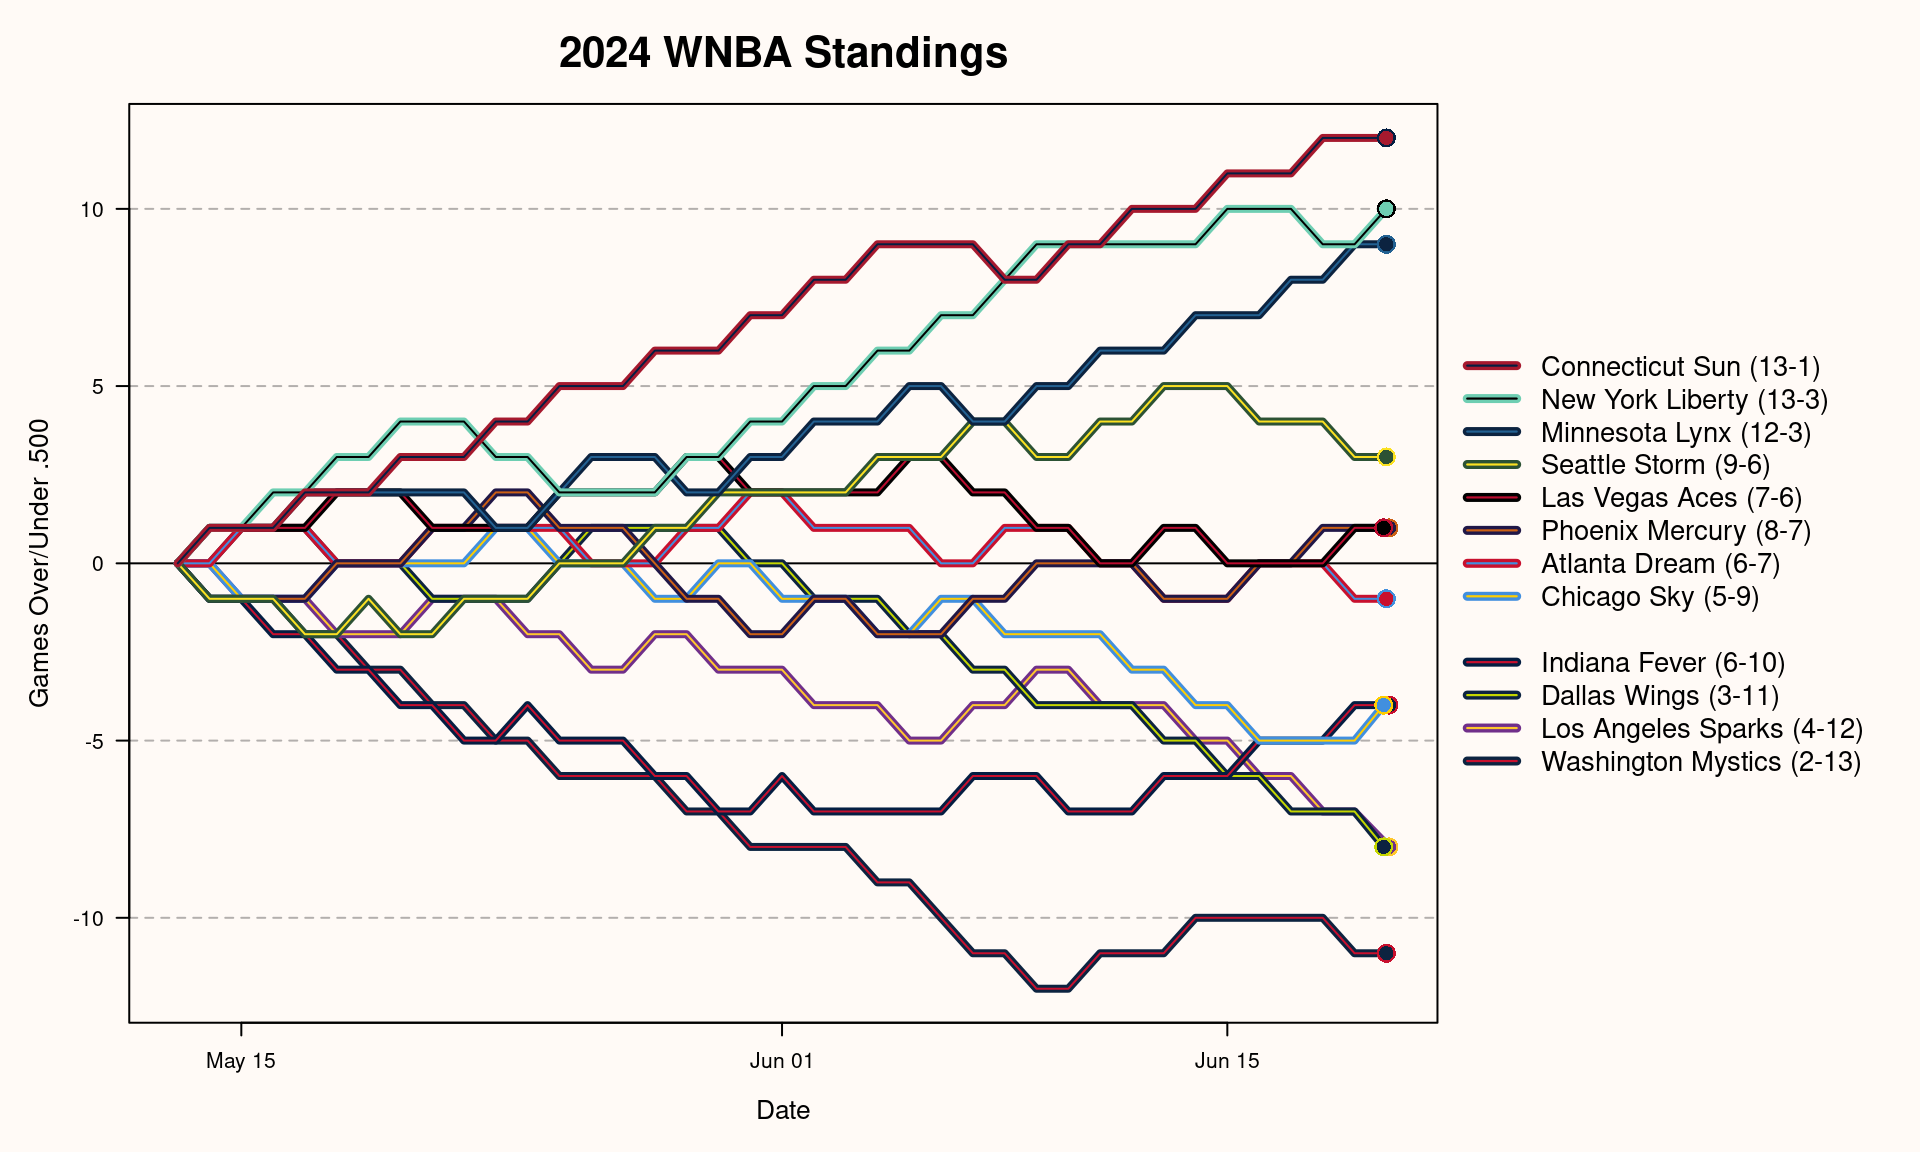 2024 WNBA Standings
Games Over/Under .500
10
5
0
-5
-10
May 15
Jun 01
Jun 15
Date
Connecticut Sun (13-1)
New York Liberty (13-3)
Minnesota Lynx (12-3)
Seattle Storm (9-6)
Las Vegas Aces (7-6)
Phoenix Mercury (8-7)
Atlanta Dream (6-7)
Chicago Sky (5-9)
Indiana Fever (6-10)
Dallas Wings (3-11)
Los Angeles Sparks (4-12)
Washington Mystics (2-13)